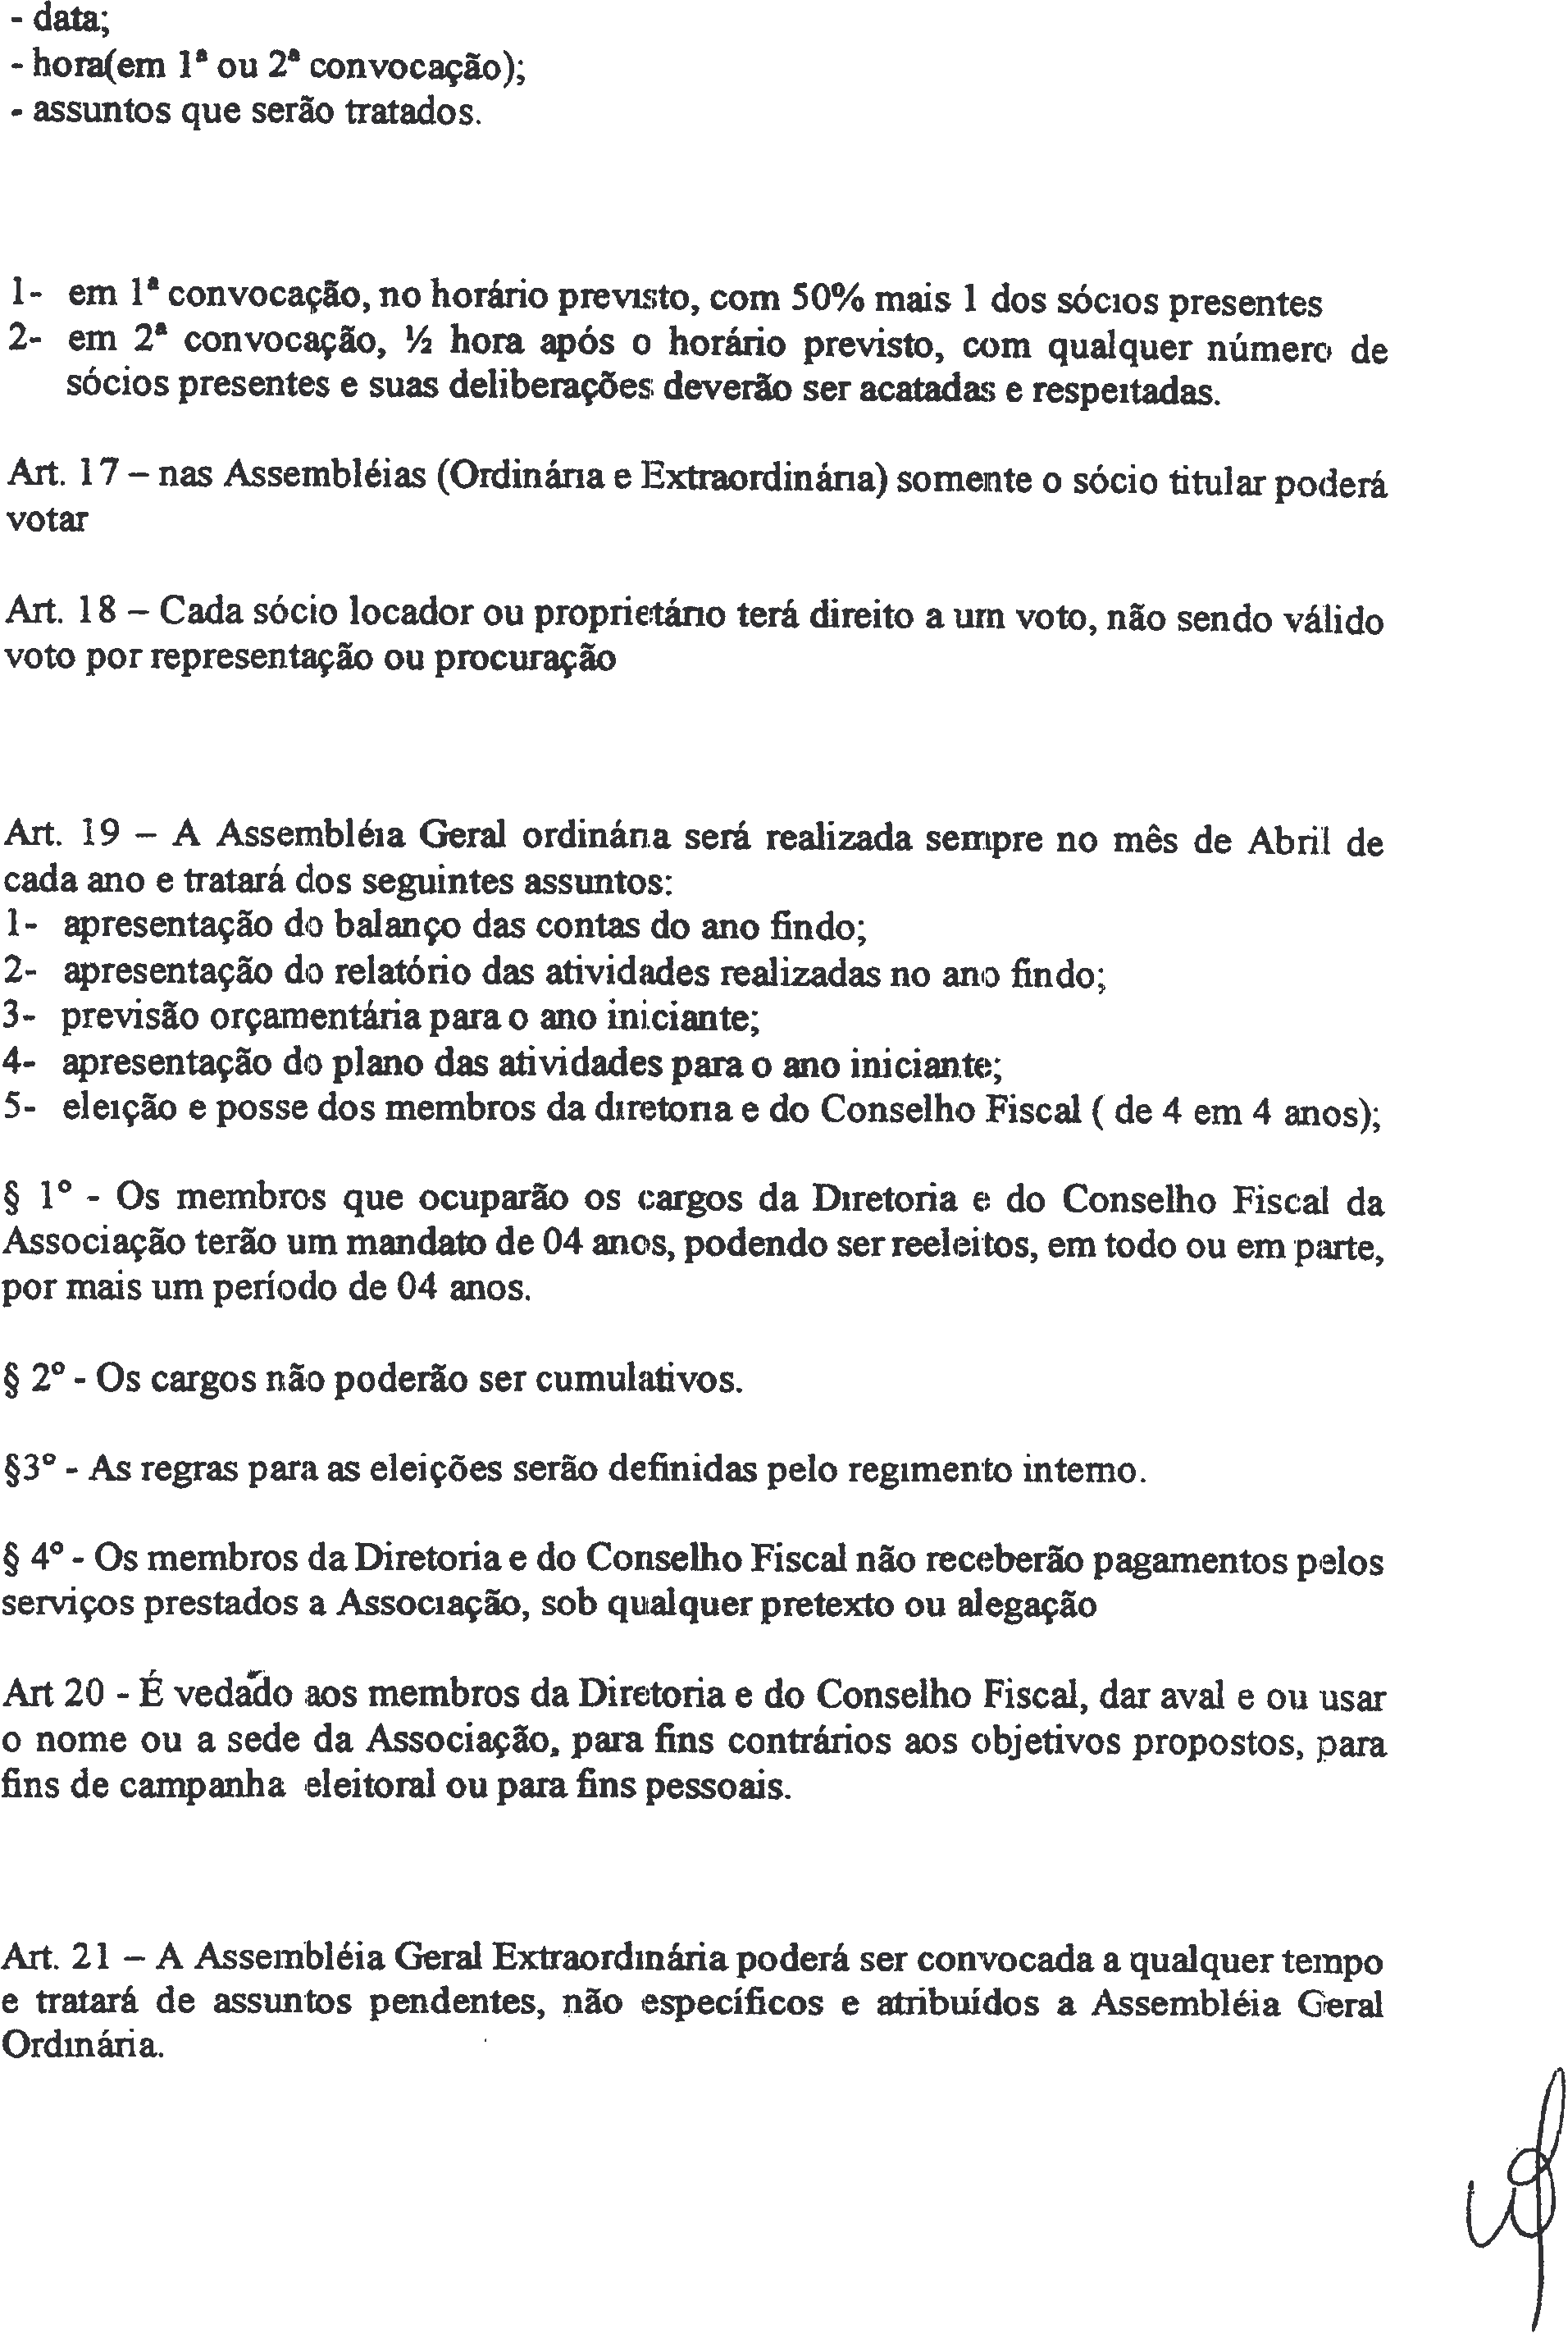 - data;
- hora(em 1ª ou 2ª convocação);
- assuntos que serão tratados.
1- em 1ª convocação, no horário previsto, com 50% mais 1 dos sócios presentes
2- em 2ª convocação, ½ hora após o horário previsto, com qualquer número de
sócios presentes e suas deliberações deverão ser acatadas e respeitadas.
Art. 17 – nas Assembléias (Ordinária e Extraordinária) somente o sócio titular poderá
votar
Art. 18 – Cada sócio locador ou proprietário terá direito a um voto, não sendo válido
voto por representação ou procuração
Art. 19 – A Assembléia Geral ordinária será realizada sempre no mês de Abril de
cada ano e tratará dos seguintes assuntos:
1- apresentação do balanço das contas do ano findo;
2- apresentação do relatório das atividades realizadas no ano findo;
3- previsão orçamentária para o ano iniciante;
4- apresentação do plano das atividades para o ano iniciante;
5- eleição e posse dos membros da diretoria e do Conselho Fiscal ( de 4 em 4 anos);
§ 1º - Os membros que ocuparão os cargos da Diretoria e do Conselho Fiscal da
Associação terão um mandato de 04 anos, podendo ser reeleitos, em todo ou em parte,
por mais um período de 04 anos.
§ 2º - Os cargos não poderão ser cumulativos.
§3º - As regras para as eleições serão definidas pelo regimento interno.
§ 4º - Os membros da Diretoria e do Conselho Fiscal não receberão pagamentos pelos
serviços prestados a Associação, sob qualquer pretexto ou alegação
Art 20 - É vedado aos membros da Diretoria e do Conselho Fiscal, dar aval e ou usar
o nome ou a sede da Associação, para fins contrários aos objetivos propostos, para
fins de campanha eleitoral ou para fins pessoais.
Art. 21 – A Assembléia Geral Extraordinária poderá ser convocada a qualquer tempo
e tratará de assuntos pendentes, não específicos e atribuídos a Assembléia Geral
Ordinária.